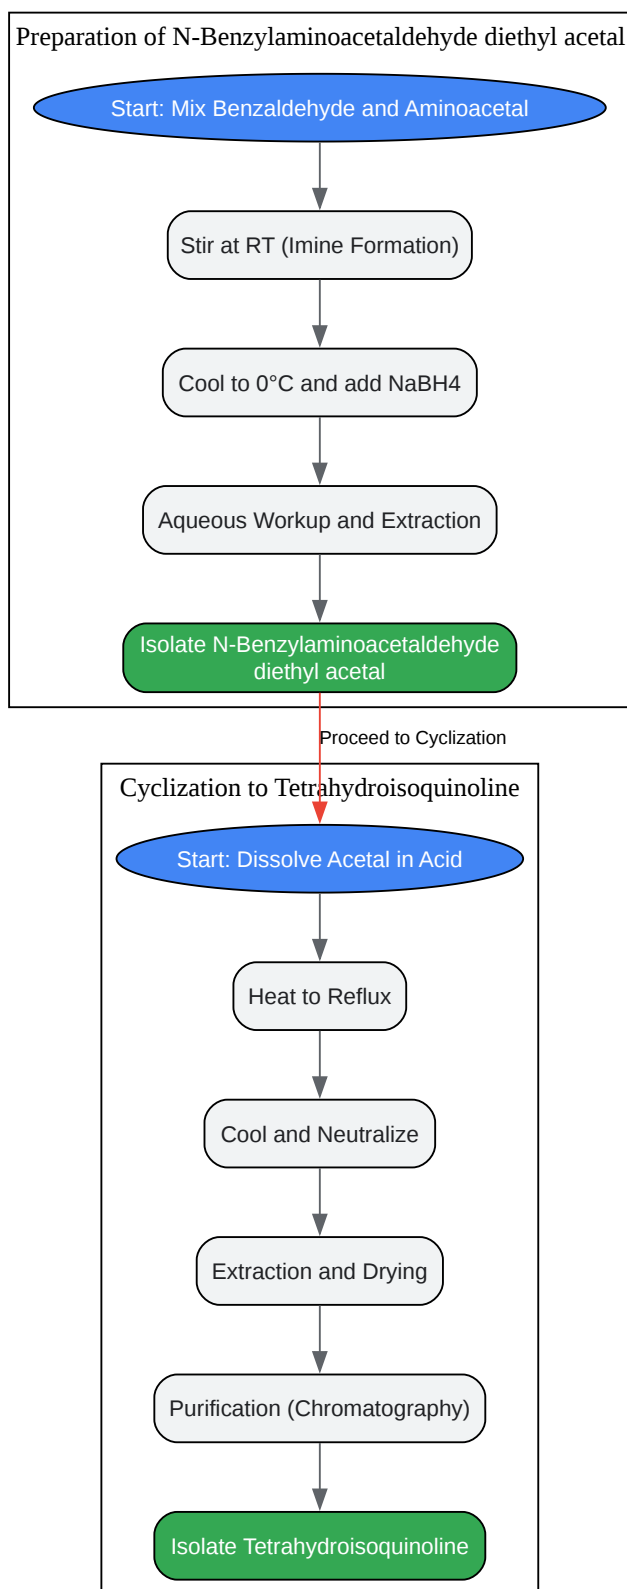 Preparation of N-Benzylaminoacetaldehyde diethyl acetal
Start: Mix Benzaldehyde and Aminoacetal
Stir at RT (Imine Formation)
Cool to 0°C and add NaBH4
Aqueous Workup and Extraction
Isolate N-Benzylaminoacetaldehyde
diethyl acetal
Proceed to Cyclization
Cyclization to Tetrahydroisoquinoline
Start: Dissolve Acetal in Acid
Heat to Reflux
Cool and Neutralize
Extraction and Drying
Purification (Chromatography)
Isolate Tetrahydroisoquinoline